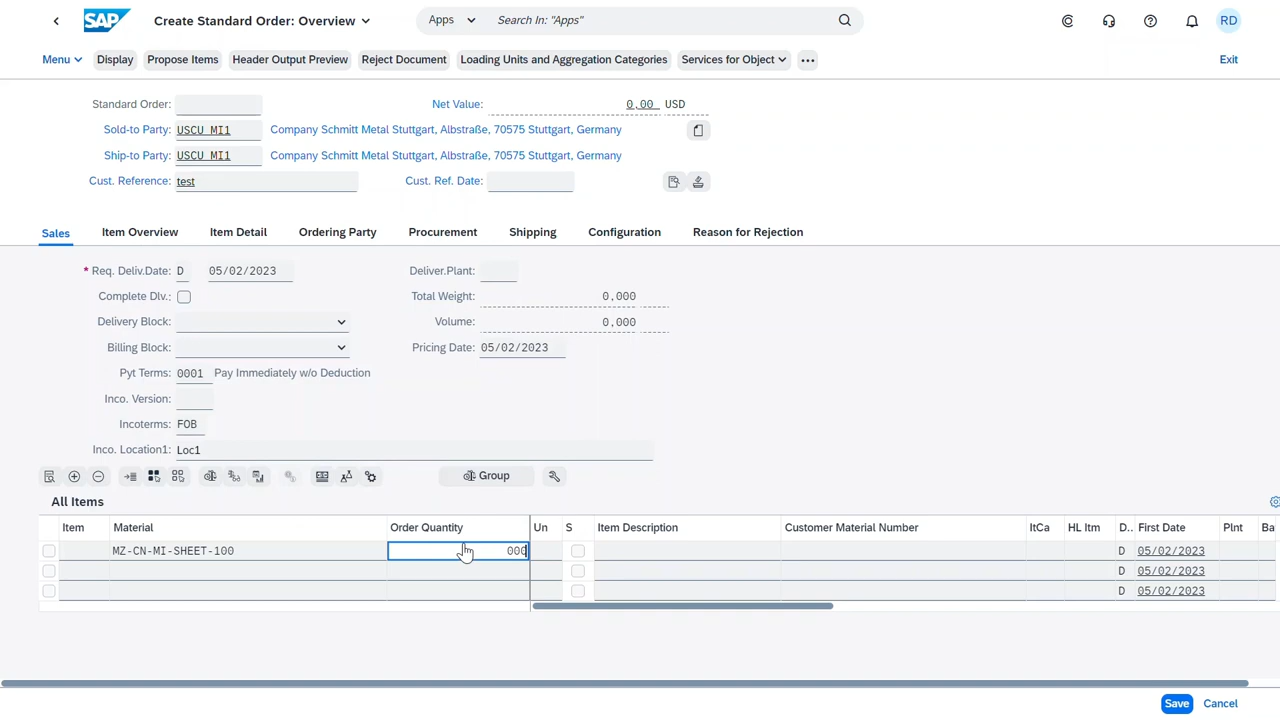 SAP Create Standard Order: Overview Apps Search In: "Apps" RD
Menu Display Propose Items Header Output Preview Reject Document Loading Units and Aggregation Categories Services for Object ••• Exit
Standard Order: Net Value: 0,00 USD
Sold-to Party: USCU_MI1 Company Schmitt Metal Stuttgart, Albstraße, 70575 Stuttgart, Germany
Ship-to Party: USCU_MI1 Company Schmitt Metal Stuttgart, Albstraße, 70575 Stuttgart, Germany
Cust. Reference: test Cust. Ref. Date:
Sales Item Overview Item Detail Ordering Party Procurement Shipping Configuration Reason for Rejection
* Req. Deliv.Date: D 05/02/2023 Deliver.Plant:
Complete Dlv.: Total Weight: 0,000
Delivery Block: Volume: 0,000
Billing Block: Pricing Date: 05/02/2023
Pyt Terms: 0001 Pay Immediately w/o Deduction
Inco. Version:
Incoterms: FOB
Inco. Location1: Loc1
Group
All Items
Item Material Order Quantity Un S Item Description Customer Material Number ItCa HL Itm D.. First Date Plnt Ba
MZ-CN-MI-SHEET-100 000 D 05/02/2023
D 05/02/2023
D 05/02/2023
Save Cancel